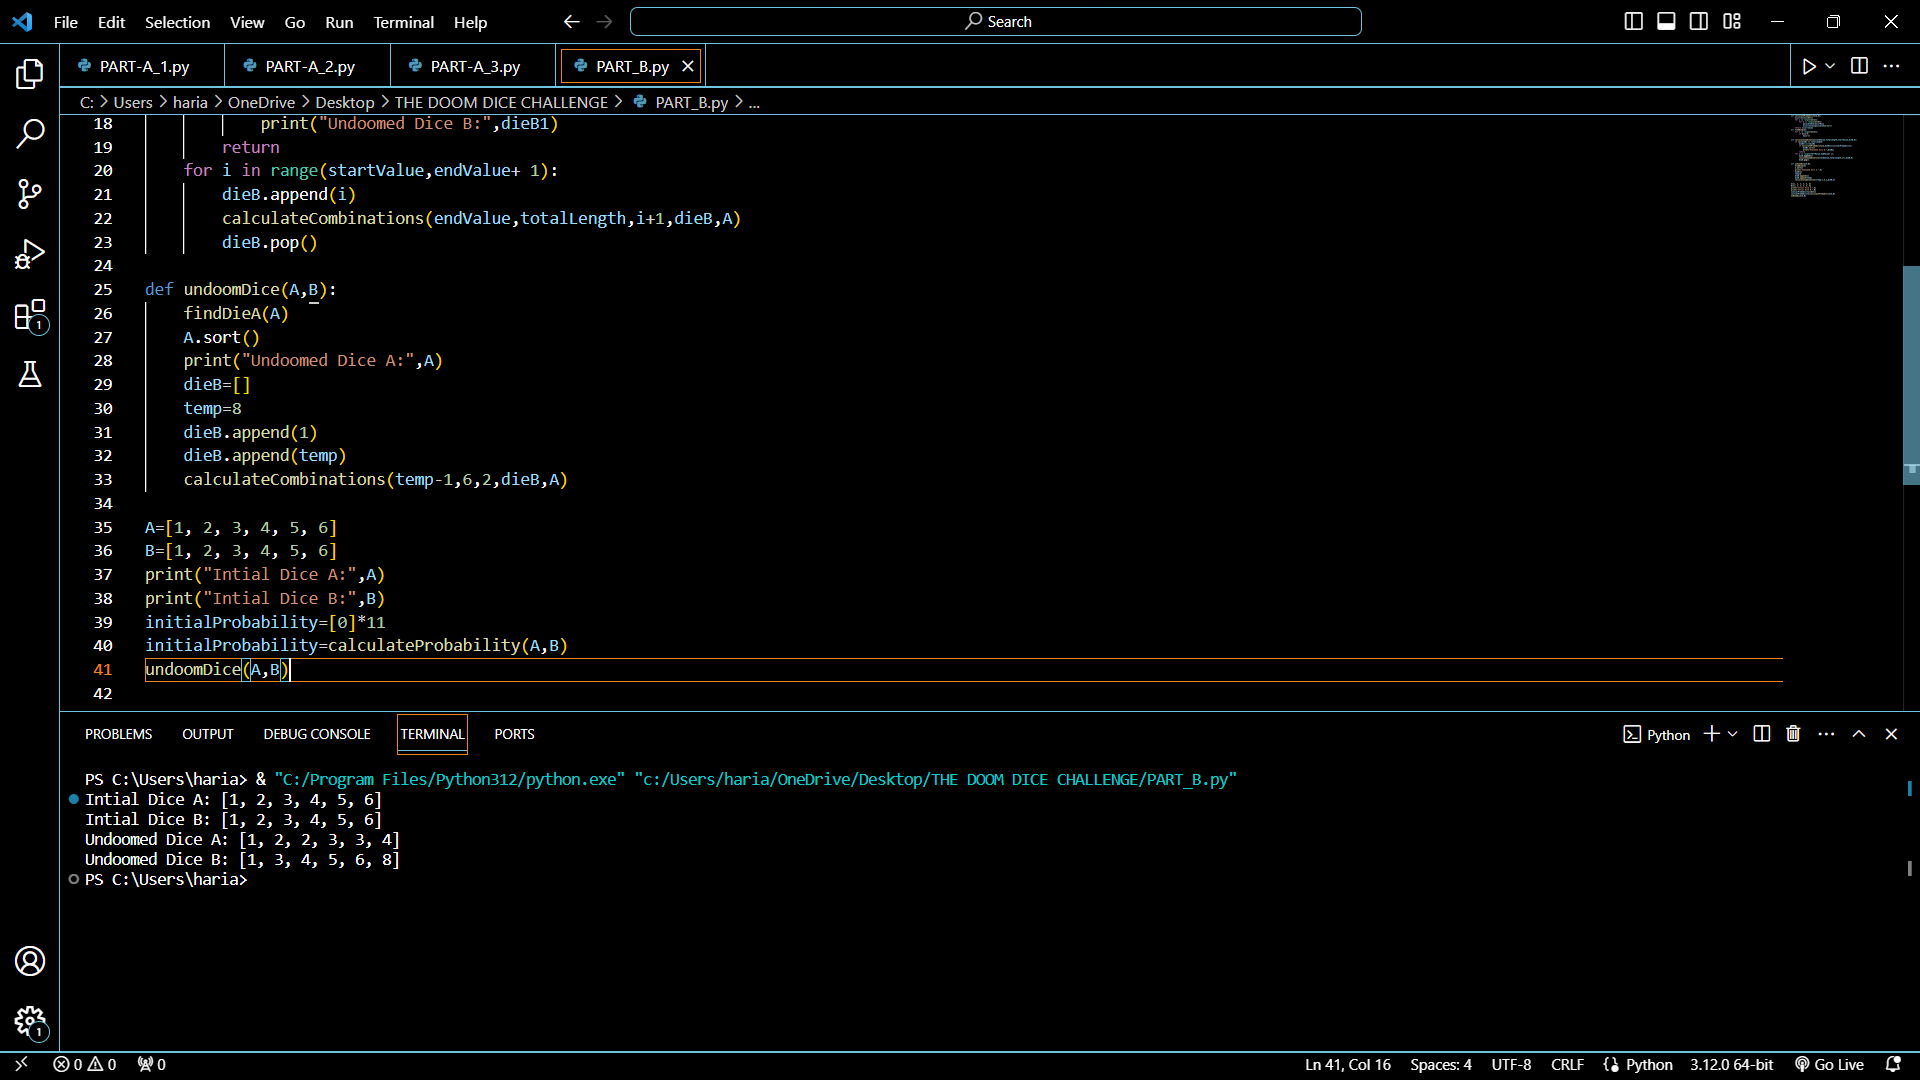 File Edit Selection View Go Run Terminal Help Search
PART-A_1.py PART-A_2.py PART-A_3.py PART_B.py
C: > Users > haria > OneDrive > Desktop > THE DOOM DICE CHALLENGE > PART_B.py > ...
18 print("Undoomed Dice B:",dieB1)
19 return
20 for i in range(startValue,endValue+ 1):
21 dieB.append(i)
22 calculateCombinations(endValue,totalLength,i+1,dieB,A)
23 dieB.pop()
24
25 def undoomDice(A,B):
26 findDieA(A)
27 A.sort()
28 print("Undoomed Dice A:",A)
29 dieB=[]
30 temp=8
31 dieB.append(1)
32 dieB.append(temp)
33 calculateCombinations(temp-1,6,2,dieB,A)
34
35 A=[1, 2, 3, 4, 5, 6]
36 B=[1, 2, 3, 4, 5, 6]
37 print("Intial Dice A:",A)
38 print("Intial Dice B:",B)
39 initialProbability=[0]*11
40 initialProbability=calculateProbability(A,B)
41 undoomDice(A,B)
42
PROBLEMS OUTPUT DEBUG CONSOLE TERMINAL PORTS Python
PS C:\Users\haria> & "C:/Program Files/Python312/python.exe" "c:/Users/haria/OneDrive/Desktop/THE DOOM DICE CHALLENGE/PART_B.py"
Intial Dice A: [1, 2, 3, 4, 5, 6]
Intial Dice B: [1, 2, 3, 4, 5, 6]
Undoomed Dice A: [1, 2, 2, 3, 3, 4]
Undoomed Dice B: [1, 3, 4, 5, 6, 8]
PS C:\Users\haria>
1
1
0 0 0 Ln 41, Col 16 Spaces: 4 UTF-8 CRLF Python 3.12.0 64-bit Go Live